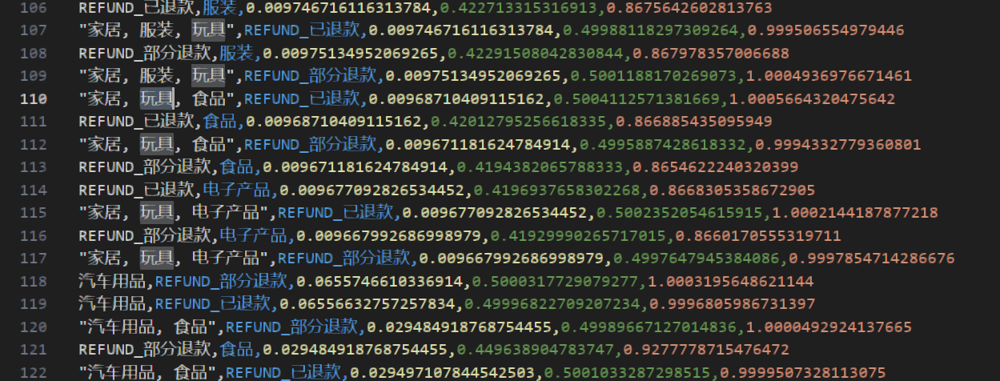 106 REFUND_已退款,服装,0.009746716116313784,0.422713315316913,0.8675642602813763
107 "家居, 服装, 玩具",REFUND_已退款,0.009746716116313784,0.49988118297309264,0.999506554979446
108 REFUND_部分退款,服装,0.00975134952069265,0.42291508042830844,0.867978357006688
109 "家居, 服装, 玩具",REFUND_部分退款,0.00975134952069265,0.5001188170269073,1.0004936976671461
110 "家居, 玩具, 食品",REFUND_已退款,0.00968710409115162,0.5004112571381669,1.0005664320475642
111 REFUND_已退款,食品,0.00968710409115162,0.42012795256618335,0.866885435095949
112 "家居, 玩具, 食品",REFUND_部分退款,0.009671181624784914,0.4995887428618332,0.9994332779360801
113 REFUND_部分退款,食品,0.009671181624784914,0.4194382065788333,0.8654622240320399
114 REFUND_已退款,电子产品,0.009677092826534452,0.4196937658302268,0.8668305358672905
115 "家居, 玩具, 电子产品",REFUND_已退款,0.009677092826534452,0.5002352054615915,1.0002144187877218
116 REFUND_部分退款,电子产品,0.009667992686998979,0.41929990265717015,0.8660170555319711
117 "家居, 玩具, 电子产品",REFUND_部分退款,0.009667992686998979,0.4997647945384086,0.9997854714286676
118 汽车用品,REFUND_部分退款,0.0655746610336914,0.5000317729079277,1.0003195648621144
119 汽车用品,REFUND_已退款,0.06556632757257834,0.49996822709207234,0.9996805986731397
120 "汽车用品, 食品",REFUND_部分退款,0.029484918768754455,0.49989667127014836,1.0000492924137665
121 REFUND_部分退款,食品,0.029484918768754455,0.449638904783747,0.9277778715476472
122 "汽车用品, 食品",REFUND_已退款,0.029497107844542503,0.5001033287298515,0.9999507328113075